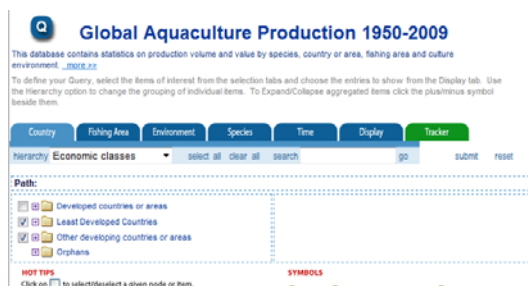 Q
Global Aquaculture Production 1950-2009
This database contains statistics on production volume and value by species, country or area, fishing area and culture
environment. more >>
To define your Query, select the items of interest from the selection tabs and choose the entries to show from the Display tab. Use
the Hierarchy option to change the grouping of individual items. To Expand/Collapse aggregated items click the plus/minus symbol
beside them.
Country Fishing Area Environment Species Time Display Tracker
hierarchy Economic classes select all clear all search go submit reset
Path:
Developed countries or areas
Least Developed Countries
Other developing countries or areas
Orphans
HOT TIPS SYMBOLS
Click on to select/deselect a given node or item.